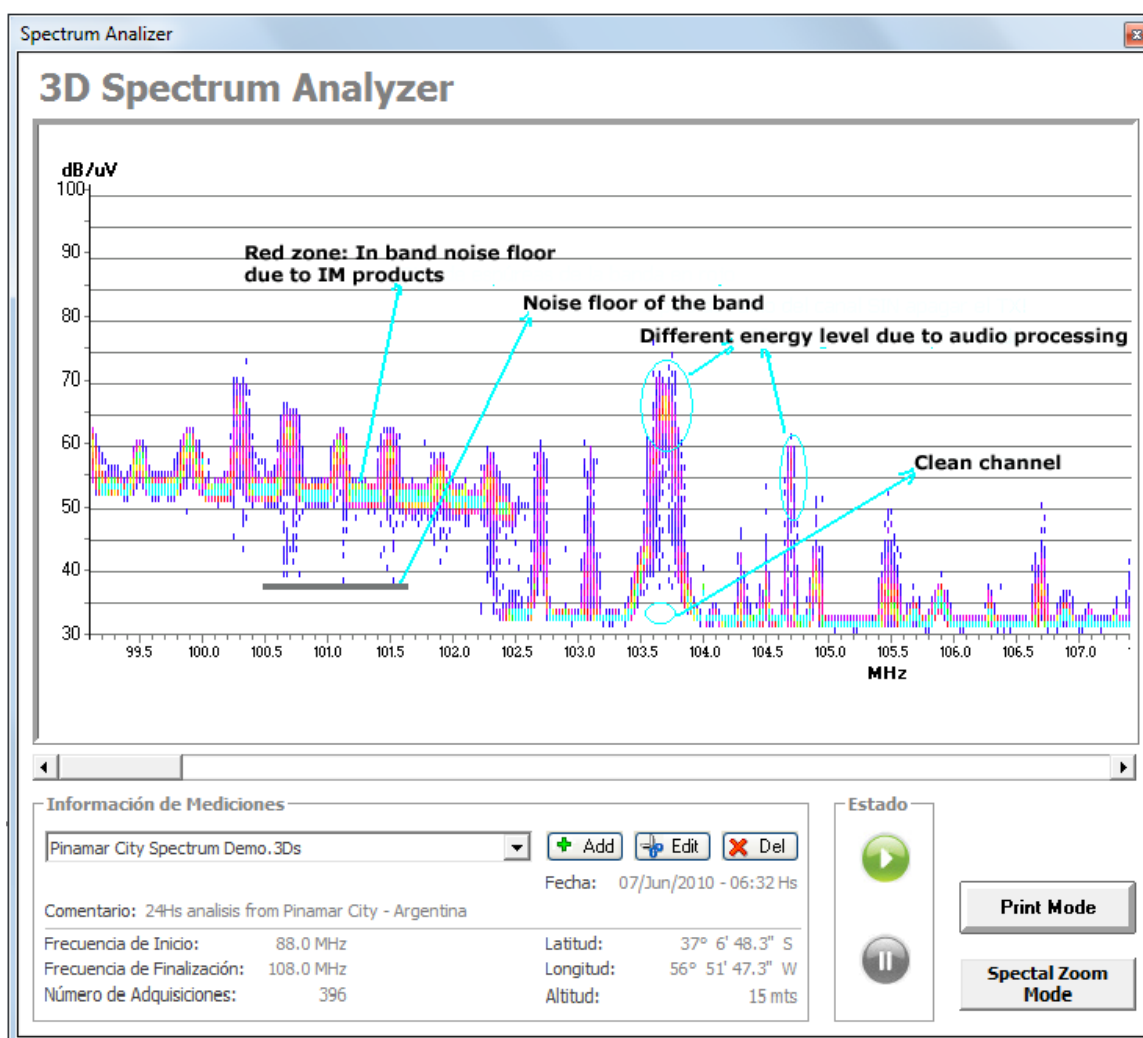 Spectrum Analizer
3D Spectrum Analyzer
dB/uV
100
90
80
70
60
50
40
30
Red zone: In band noise floor
due to IM products
Noise floor of the band
Different energy level due to audio processing
Clean channel
99.5 100.0 100.5 101.0 101.5 102.0 102.5 103.0 103.5 104.0 104.5 105.0 105.5 106.0 106.5 107.0
MHz
Información de Mediciones
Pinamar City Spectrum Demo.3Ds
Add Edit Del
Fecha: 07/Jun/2010 - 06:32 Hs
Comentario: 24Hs analisis from Pinamar City - Argentina
Frecuencia de Inicio: 88.0 MHz
Frecuencia de Finalización: 108.0 MHz
Número de Adquisiciones: 396
Latitud: 37° 6' 48.3" S
Longitud: 56° 51' 47.3" W
Altitud: 15 mts
Estado
Print Mode
Spectal Zoom
Mode